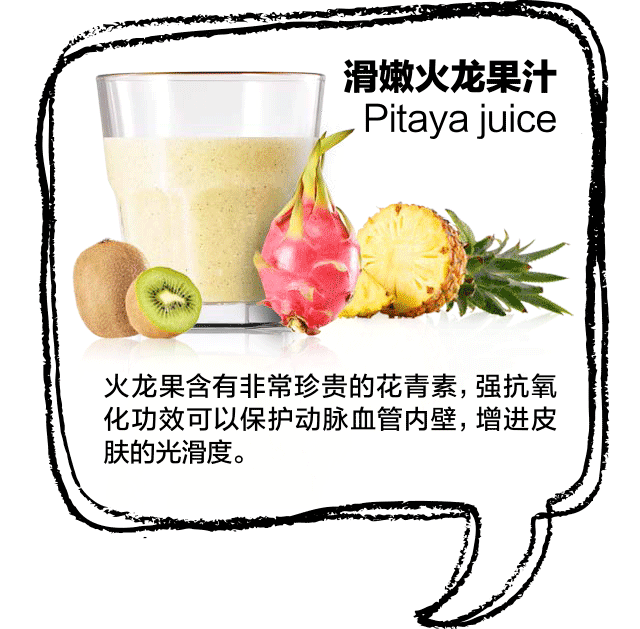 滑嫩火龙果汁
Pitaya juice
火龙果含有非常珍贵的花青素，强抗氧
化功效可以保护动脉血管内壁，增进皮
肤的光滑度。